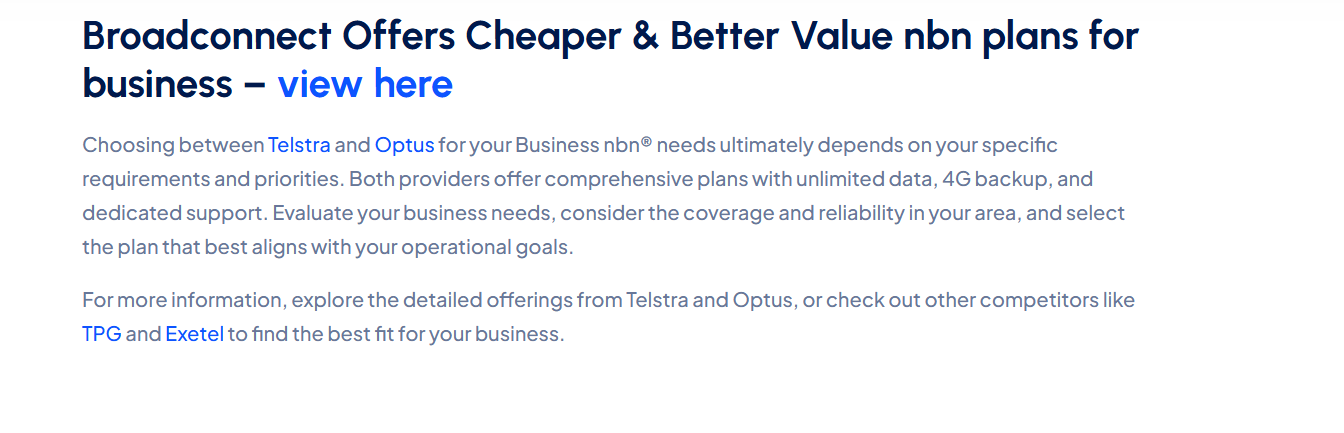 Broadconnect Offers Cheaper & Better Value nbn plans for
business – view here
Choosing between Telstra and Optus for your Business nbn® needs ultimately depends on your specific
requirements and priorities. Both providers offer comprehensive plans with unlimited data, 4G backup, and
dedicated support. Evaluate your business needs, consider the coverage and reliability in your area, and select
the plan that best aligns with your operational goals.
For more information, explore the detailed offerings from Telstra and Optus, or check out other competitors like
TPG and Exetel to find the best fit for your business.